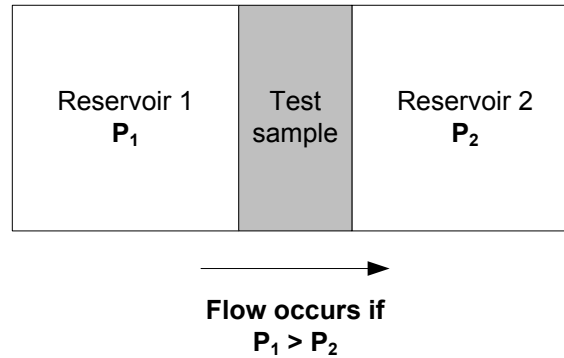 Reservoir 1
P₁
Test
sample
Reservoir 2
P₂
Flow occurs if
P₁ > P₂